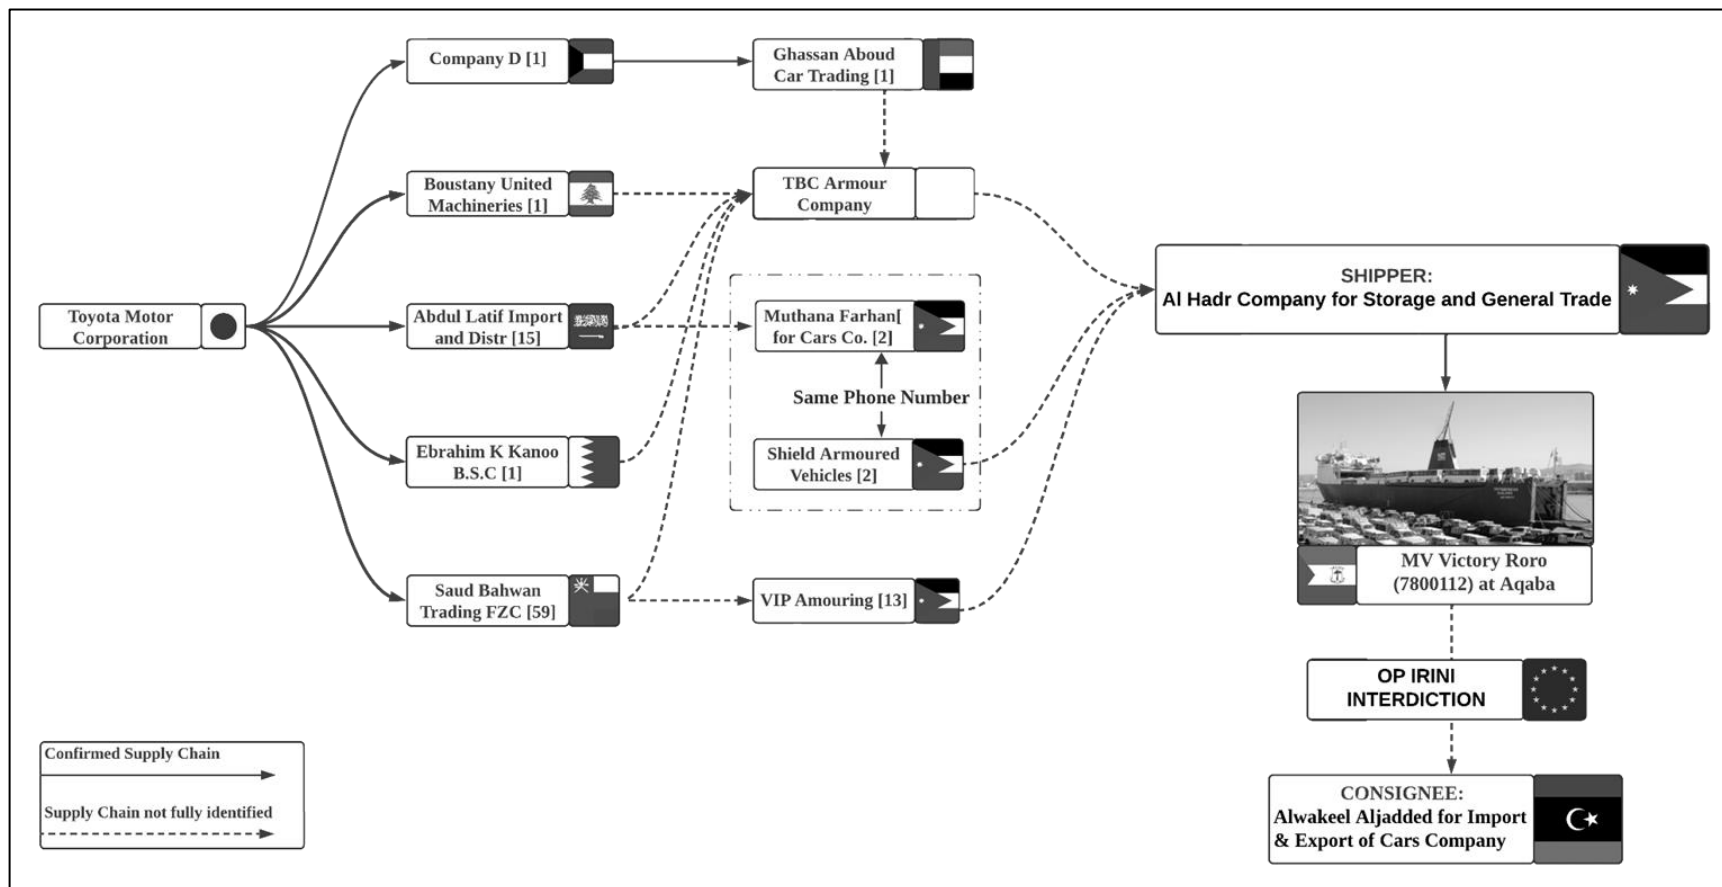 Company D [1]
Ghassan Aboud
Car Trading [1]
Boustany United
Machineries [1]
TBC Armour
Company
SHIPPER:
Al Hadr Company for Storage and General Trade
Toyota Motor
Corporation
Abdul Latif Import
and Distr [15]
Muthana Farhan[
for Cars Co. [2]
Same Phone Number
Ebrahim K Kanoo
B.S.C [1]
Shield Armoured
Vehicles [2]
Saud Bahwan
Trading FZC [59]
VIP Amouring [13]
MV Victory Roro
(7800112) at Aqaba
OP IRINI
INTERDICTION
CONSIGNEE:
Alwakeel Aljadded for Import
& Export of Cars Company
Confirmed Supply Chain
Supply Chain not fully identified